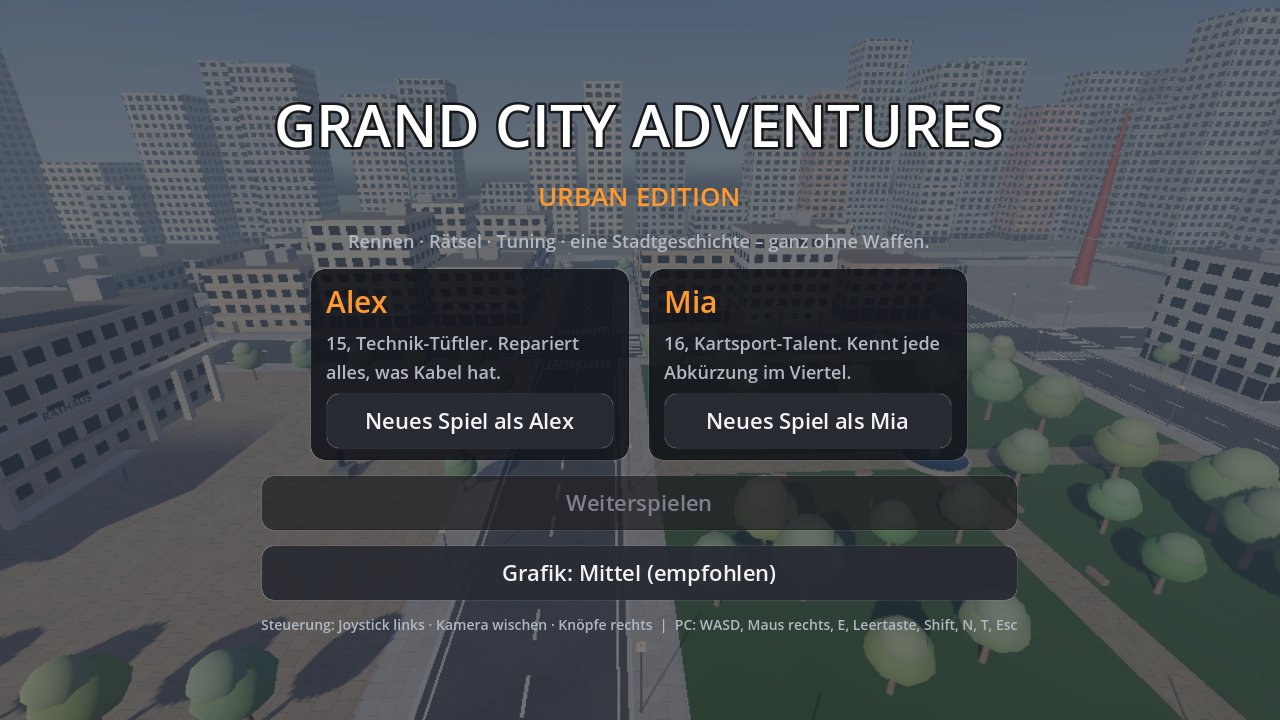 GRAND CITY ADVENTURES
URBAN EDITION
Rennen · Rätsel · Tuning · eine Stadtgeschichte – ganz ohne Waffen.
Alex
15, Technik-Tüftler. Repariert
alles, was Kabel hat.
Neues Spiel als Alex
Mia
16, Kartsport-Talent. Kennt jede
Abkürzung im Viertel.
Neues Spiel als Mia
RATHAUS
Weiterspielen
Grafik: Mittel (empfohlen)
Steuerung: Joystick links · Kamera wischen · Knöpfe rechts | PC: WASD, Maus rechts, E, Leertaste, Shift, N, T, Esc